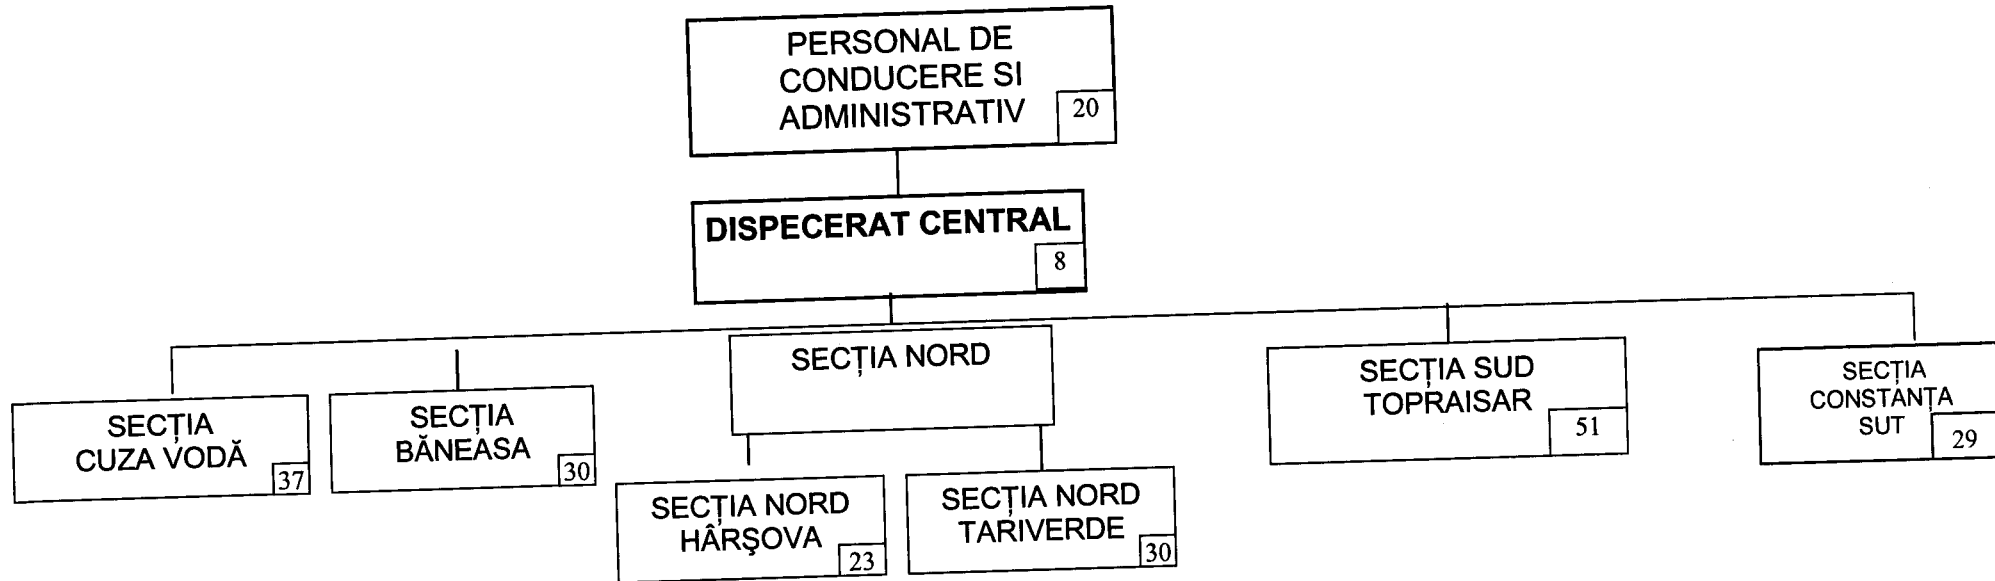 PERSONAL DE
CONDUCERE SI
ADMINISTRATIV
20
DISPECERAT CENTRAL
8
SECȚIA
CUZA VODĂ
37
SECȚIA
BĂNEASA
30
SECȚIA NORD
SECȚIA NORD
HÂRŞOVA
23
SECȚIA NORD
TARIVERDE
30
SECȚIA SUD
TOPRAISAR
51
SECȚIA
CONSTANȚA
SUT
29